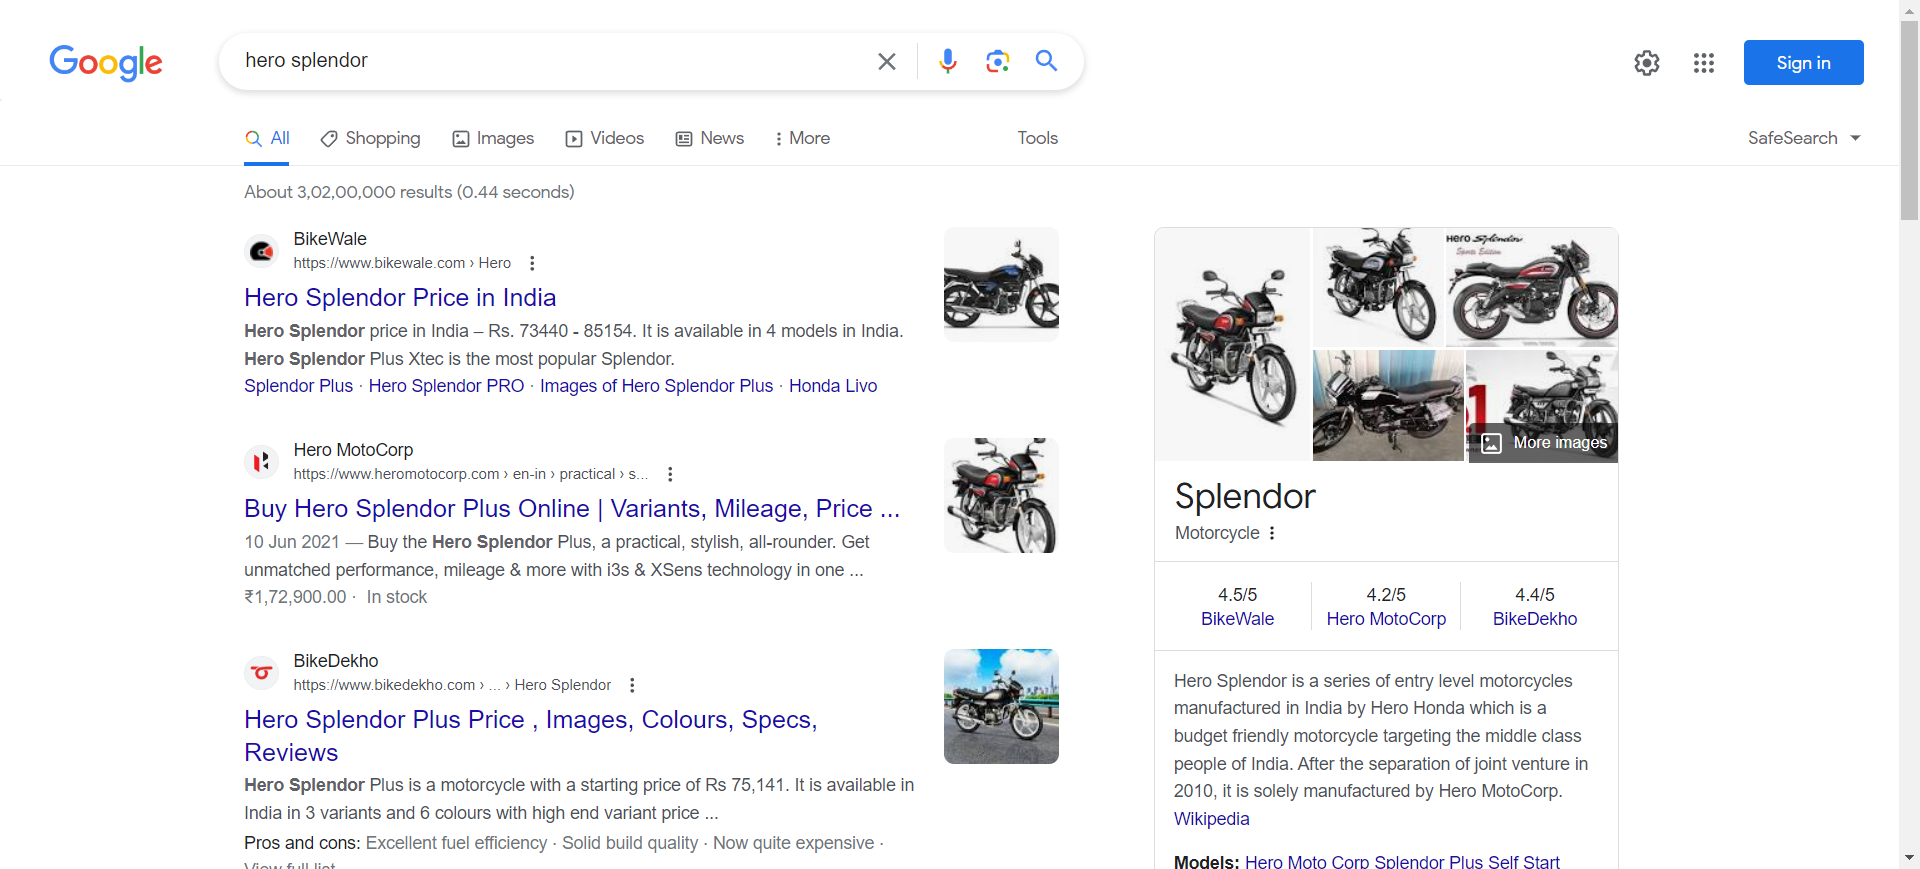 Google
hero splendor
Sign in
All
Shopping
Images
Videos
News
More
Tools
SafeSearch
About 3,02,00,000 results (0.44 seconds)
BikeWale
https://www.bikewale.com › Hero
Hero Splendor Price in India
Hero Splendor price in India – Rs. 73440 - 85154. It is available in 4 models in India.
Hero Splendor Plus Xtec is the most popular Splendor.
Splendor Plus · Hero Splendor PRO · Images of Hero Splendor Plus · Honda Livo
Hero MotoCorp
https://www.heromotocorp.com › en-in › practical › s...
Buy Hero Splendor Plus Online | Variants, Mileage, Price ...
10 Jun 2021 — Buy the Hero Splendor Plus, a practical, stylish, all-rounder. Get
unmatched performance, mileage & more with i3s & XSens technology in one ...
₹1,72,900.00 · In stock
BikeDekho
https://www.bikedekho.com › ... › Hero Splendor
Hero Splendor Plus Price , Images, Colours, Specs,
Reviews
Hero Splendor Plus is a motorcycle with a starting price of Rs 75,141. It is available in
India in 3 variants and 6 colours with high end variant price ...
Pros and cons: Excellent fuel efficiency · Solid build quality · Now quite expensive ·
View full list
Hero Splendor
Sports Edition
1
More images
Splendor
Motorcycle
4.5/5
BikeWale
4.2/5
Hero MotoCorp
4.4/5
BikeDekho
Hero Splendor is a series of entry level motorcycles
manufactured in India by Hero Honda which is a
budget friendly motorcycle targeting the middle class
people of India. After the separation of joint venture in
2010, it is solely manufactured by Hero MotoCorp.
Wikipedia
Models: Hero Moto Corp Splendor Plus Self Start